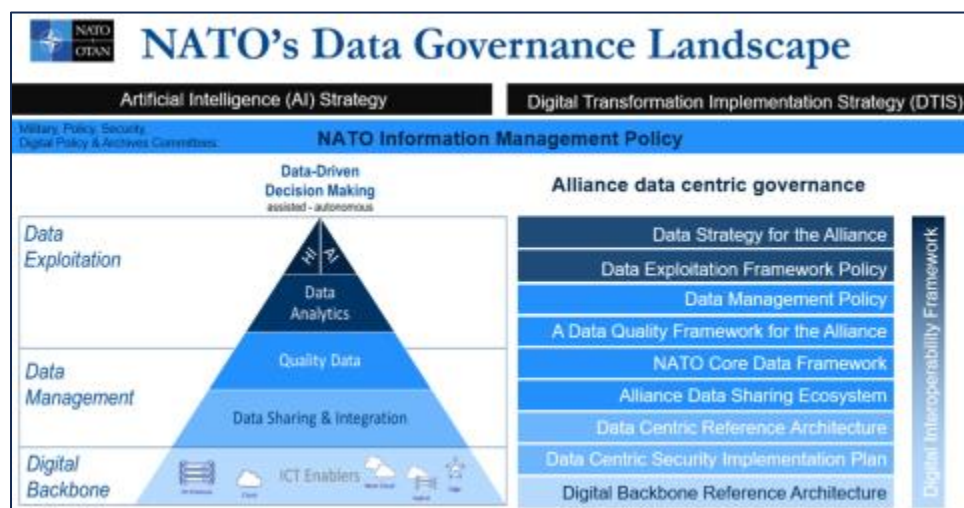 NATO
OTAN
NATO's Data Governance Landscape
Artificial Intelligence (AI) Strategy
Digital Transformation Implementation Strategy (DTIS)
Military, Policy, Security,
Digital Policy & Archives Committees:
NATO Information Management Policy
Data-Driven
Decision Making
assisted - autonomous
Alliance data centric governance
Data
Exploitation
HI
AI
Data
Analytics
Quality Data
Data
Management
Data Sharing & Integration
Digital
Backbone
ICT Enablers
Cloud
Data Strategy for the Alliance
Data Exploitation Framework Policy
Data Management Policy
A Data Quality Framework for the Alliance
NATO Core Data Framework
Alliance Data Sharing Ecosystem
Data Centric Reference Architecture
Data Centric Security Implementation Plan
Digital Backbone Reference Architecture
Digital Interoperability Framework